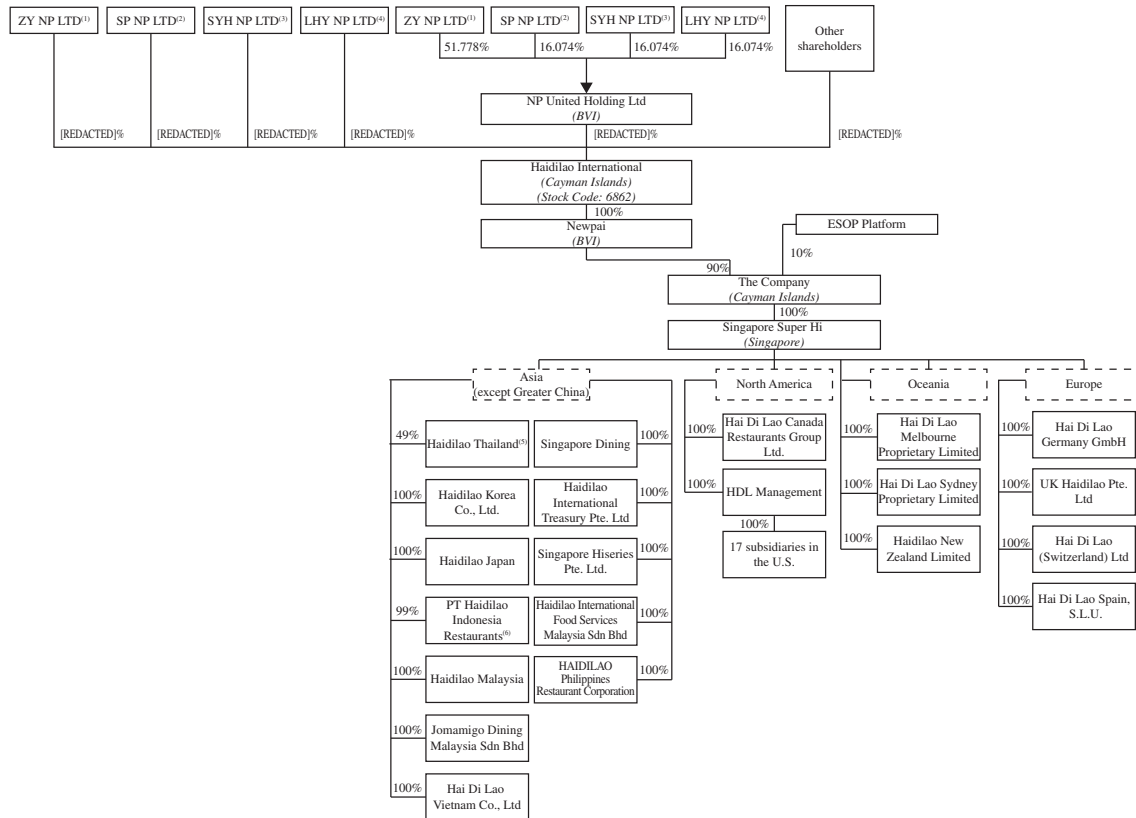 ZY NP LTD(1)
SP NP LTD(2)
SYH NP LTD(3)
LHY NP LTD(4)
ZY NP LTD(1)
SP NP LTD(2)
SYH NP LTD(3)
LHY NP LTD(4)
Other
shareholders
51.778%
16.074%
16.074%
16.074%
NP United Holding Ltd
(BVI)
[REDACTED]%
[REDACTED]%
[REDACTED]%
[REDACTED]%
[REDACTED]%
[REDACTED]%
Haidilao International
(Cayman Islands)
(Stock Code: 6862)
100%
Newpai
(BVI)
ESOP Platform
90%
10%
The Company
(Cayman Islands)
100%
Singapore Super Hi
(Singapore)
Asia
(except Greater China)
North America
Oceania
Europe
49%
Haidilao Thailand(5)
Singapore Dining
100%
100%
Haidilao Korea
Co., Ltd.
Haidilao
International
Treasury Pte. Ltd
100%
100%
Haidilao Japan
Singapore Hiseries
Pte. Ltd.
100%
99%
PT Haidilao
Indonesia
Restaurants(6)
Haidilao International
Food Services
Malaysia Sdn Bhd
100%
100%
Haidilao Malaysia
HAIDILAO
Philippines
Restaurant Corporation
100%
100%
Jomamigo Dining
Malaysia Sdn Bhd
100%
Hai Di Lao
Vietnam Co., Ltd
100%
Hai Di Lao Canada
Restaurants Group
Ltd.
100%
HDL Management
100%
17 subsidiaries in
the U.S.
100%
Hai Di Lao
Melbourne
Proprietary Limited
100%
Hai Di Lao Sydney
Proprietary Limited
100%
Haidilao New
Zealand Limited
100%
Hai Di Lao
Germany GmbH
100%
UK Haidilao Pte.
Ltd
100%
Hai Di Lao
(Switzerland) Ltd
100%
Hai Di Lao Spain,
S.L.U.